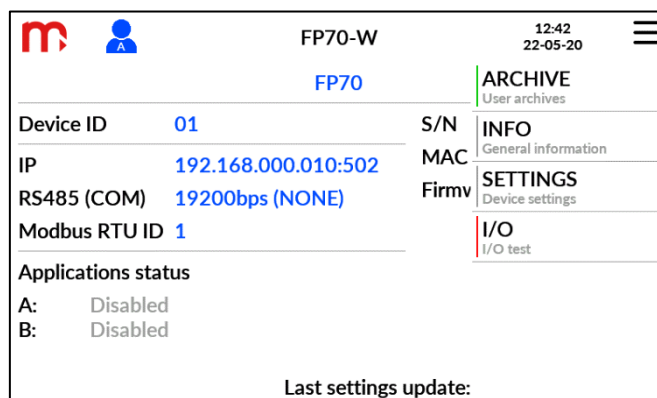 m
A
FP70-W
12:42
22-05-20
FP70
Device ID 01
S/N
IP 192.168.000.010:502
MAC
RS485 (COM) 19200bps (NONE)
Firmv
Modbus RTU ID 1
Applications status
A: Disabled
B: Disabled
Last settings update:
ARCHIVE
User archives
INFO
General information
SETTINGS
Device settings
I/O
I/O test